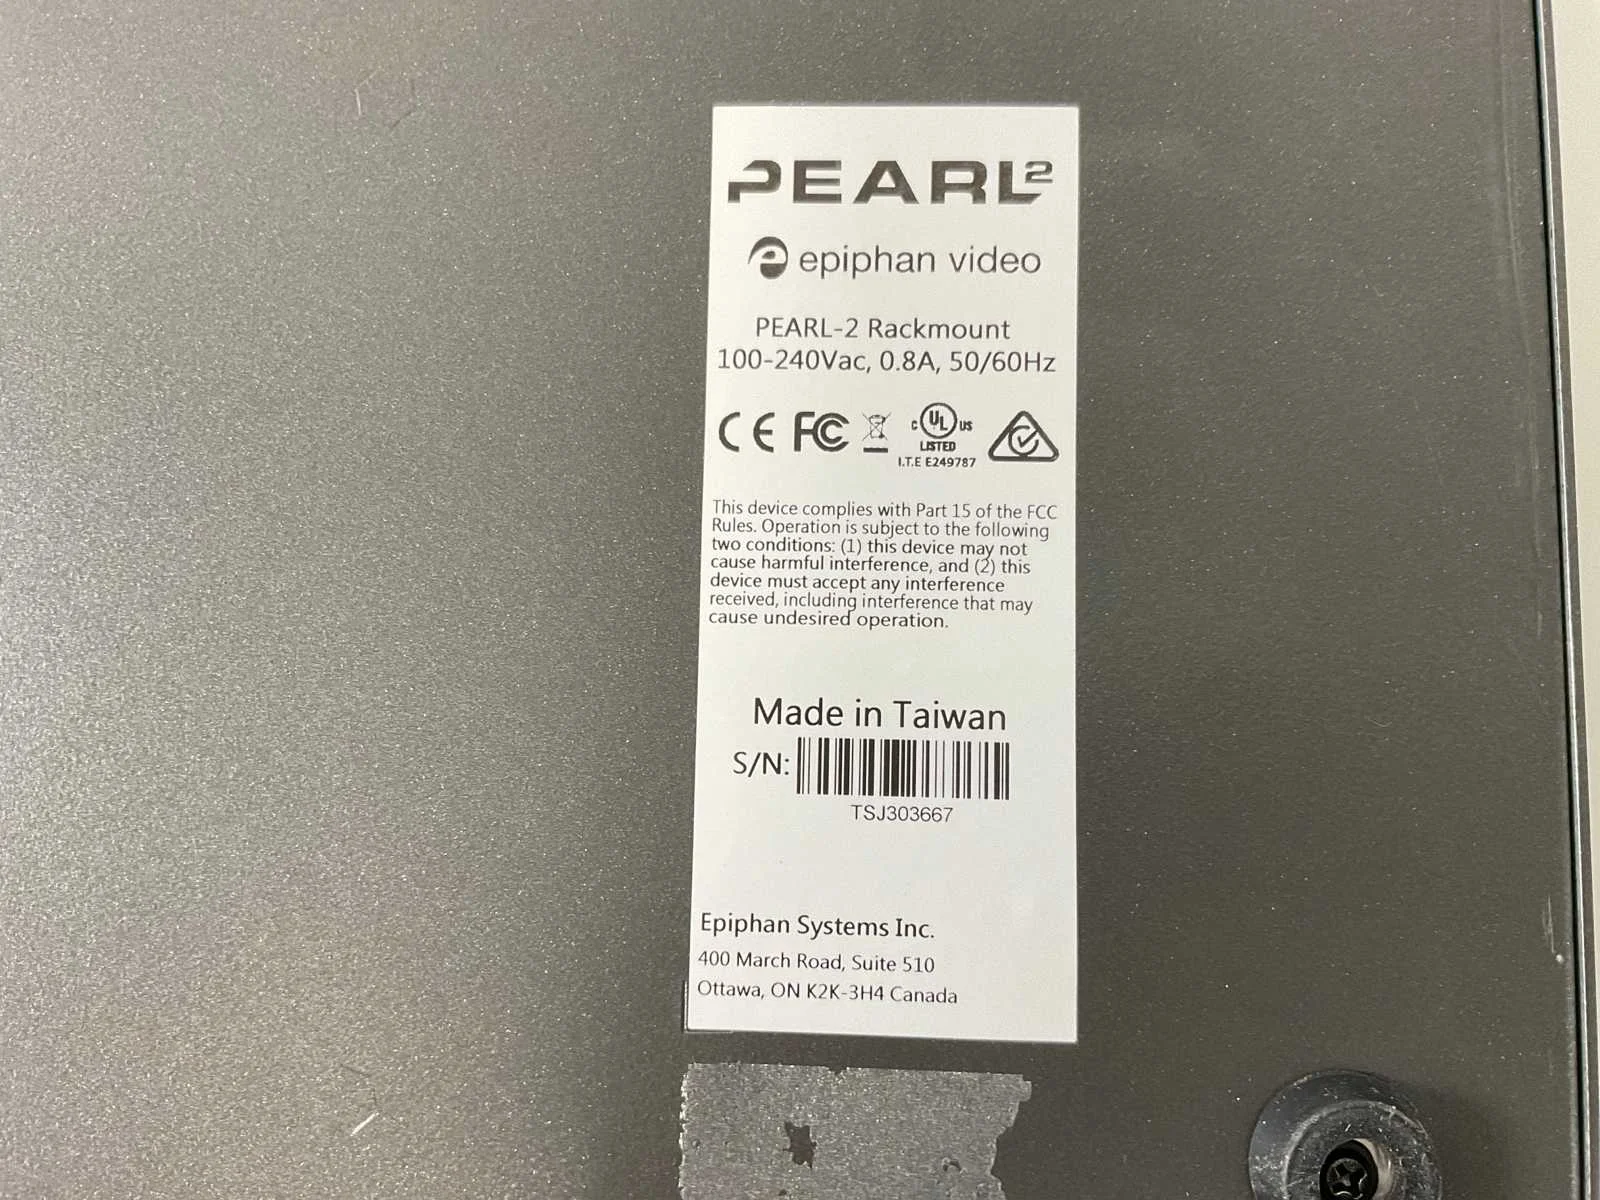 PEARL2
epiphan video
PEARL-2 Rackmount
100-240Vac, 0.8A, 50/60Hz
CE FC C UL US
LISTED
I.T.E E249787
This device complies with Part 15 of the FCC
Rules. Operation is subject to the following
two conditions: (1) this device may not
cause harmful interference, and (2) this
device must accept any interference
received, including interference that may
cause undesired operation.
Made in Taiwan
S/N:
TSJ303667
Epiphan Systems Inc.
400 March Road, Suite 510
Ottawa, ON K2K-3H4 Canada